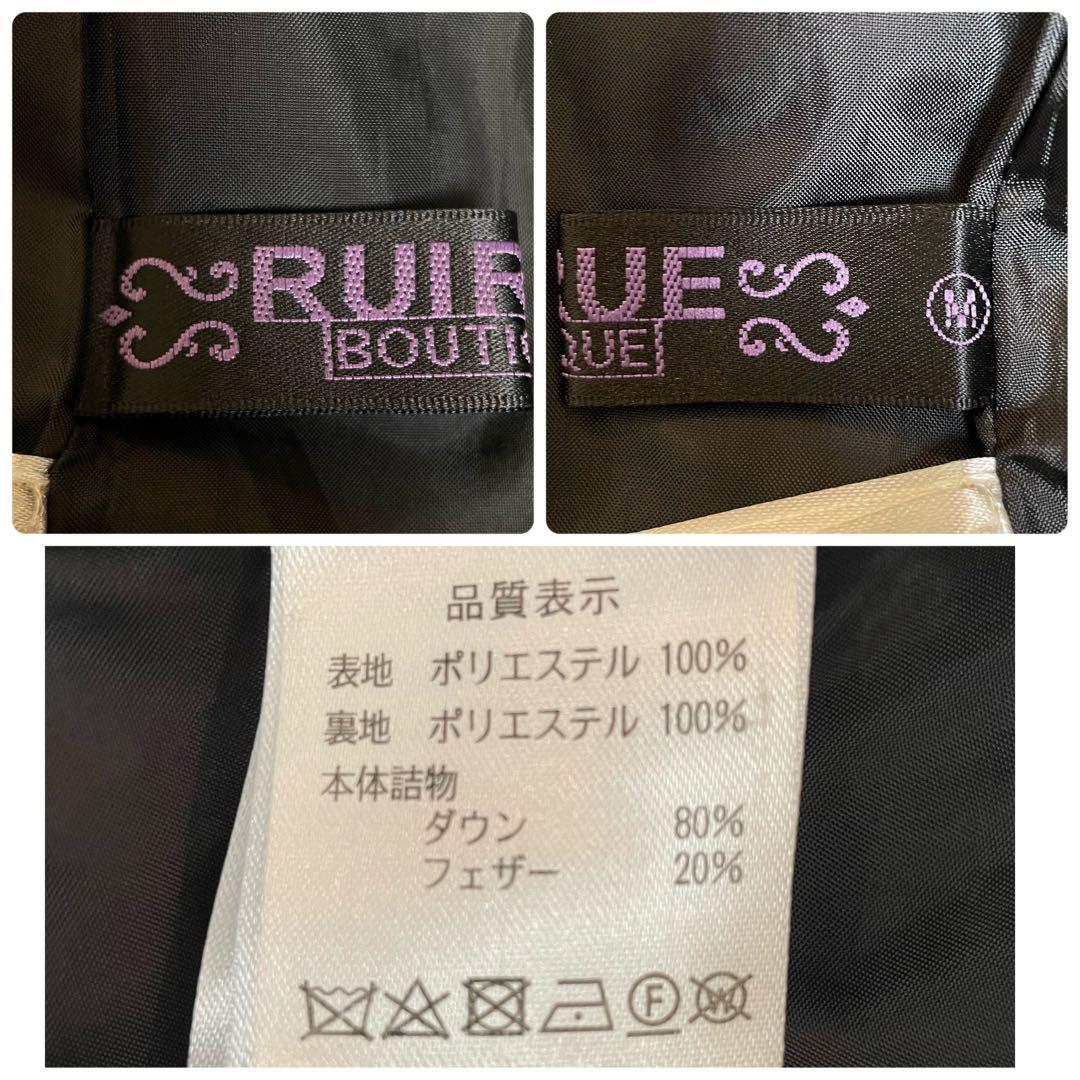 RUIR
BOUTI
RUE
QUE
M
品質表示
表地 ポリエステル 100%
裏地 ポリエステル 100%
本体詰物
ダウン 80%
フェザー 20%
F
W